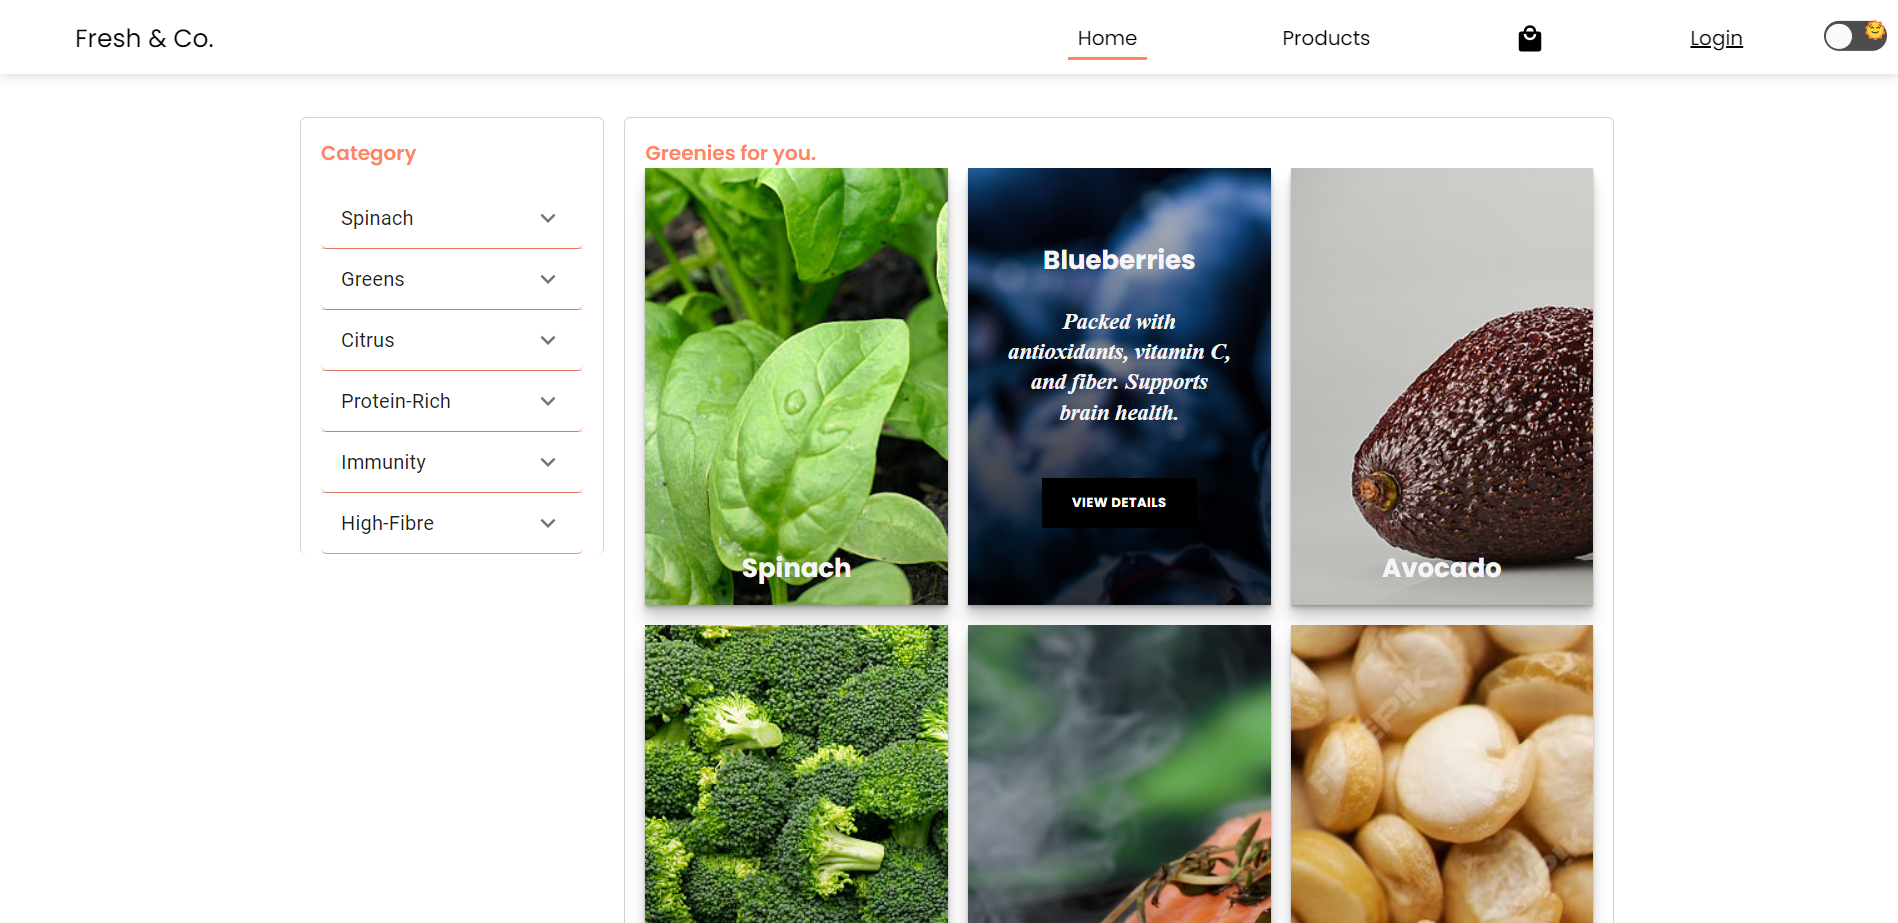 Fresh & Co.
Home
Products
Login
Category
Spinach
Greens
Citrus
Protein-Rich
Immunity
High-Fibre
Greenies for you.
Spinach
Blueberries
Packed with
antioxidants, vitamin C,
and fiber. Supports
brain health.
VIEW DETAILS
Avocado